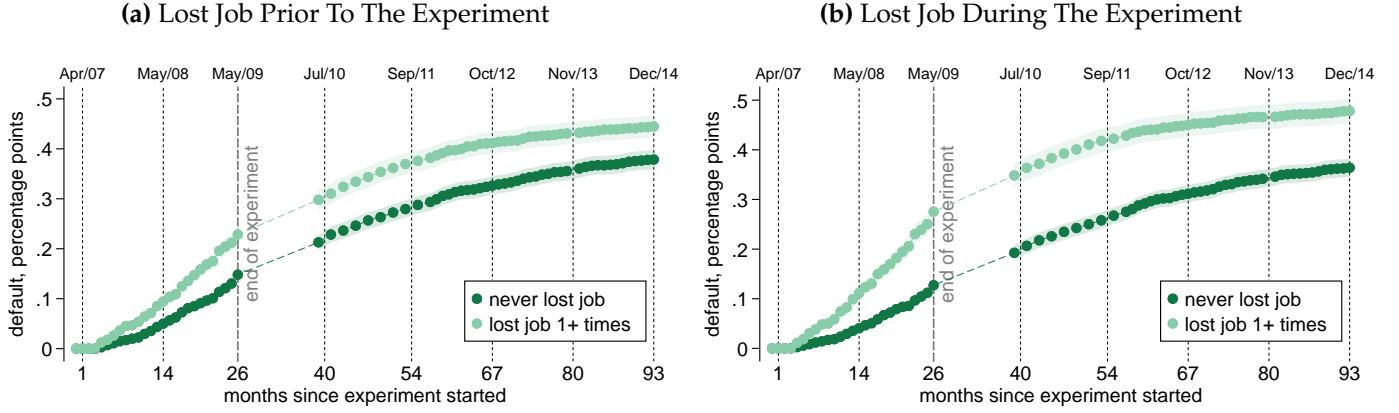 (a) Lost Job Prior To The Experiment
Apr/07 May/08 May/09 Jul/10 Sep/11 Oct/12 Nov/13 Dec/14
default, percentage points
.5
.4
.3
.2
.1
0
end of experiment
never lost job
lost job 1+ times
1 14 26 40 54 67 80 93
months since experiment started
(b) Lost Job During The Experiment
Apr/07 May/08 May/09 Jul/10 Sep/11 Oct/12 Nov/13 Dec/14
default, percentage points
.5
.4
.3
.2
.1
0
end of experiment
never lost job
lost job 1+ times
1 14 26 40 54 67 80 93
months since experiment started